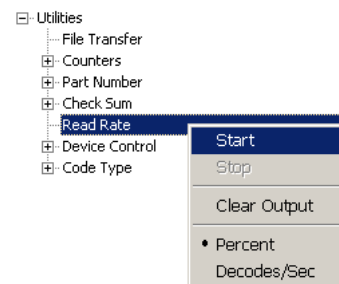 Utilities
File Transfer
Counters
Part Number
Check Sum
Read Rate
Device Control
Code Type
Start
Stop
Clear Output
Percent
Decodes/Sec